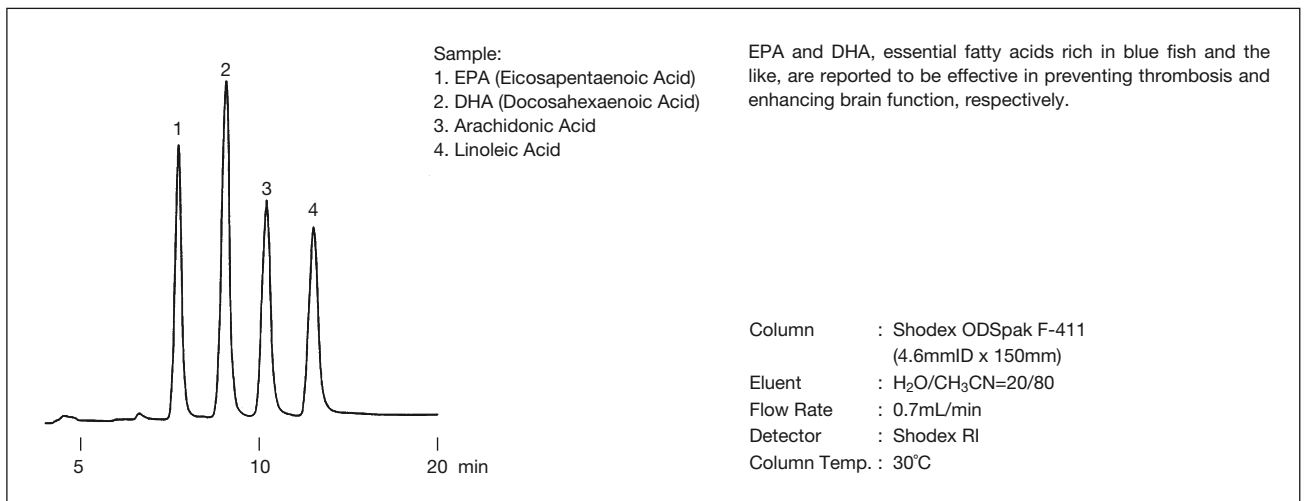 1
2
3
4
5
10
20 min
Sample:
1. EPA (Eicosapentaenoic Acid)
2. DHA (Docosahexaenoic Acid)
3. Arachidonic Acid
4. Linoleic Acid
EPA and DHA, essential fatty acids rich in blue fish and the
like, are reported to be effective in preventing thrombosis and
enhancing brain function, respectively.
Column : Shodex ODSpak F-411
(4.6mmID x 150mm)
Eluent : H₂O/CH₃CN=20/80
Flow Rate : 0.7mL/min
Detector : Shodex RI
Column Temp. : 30°C